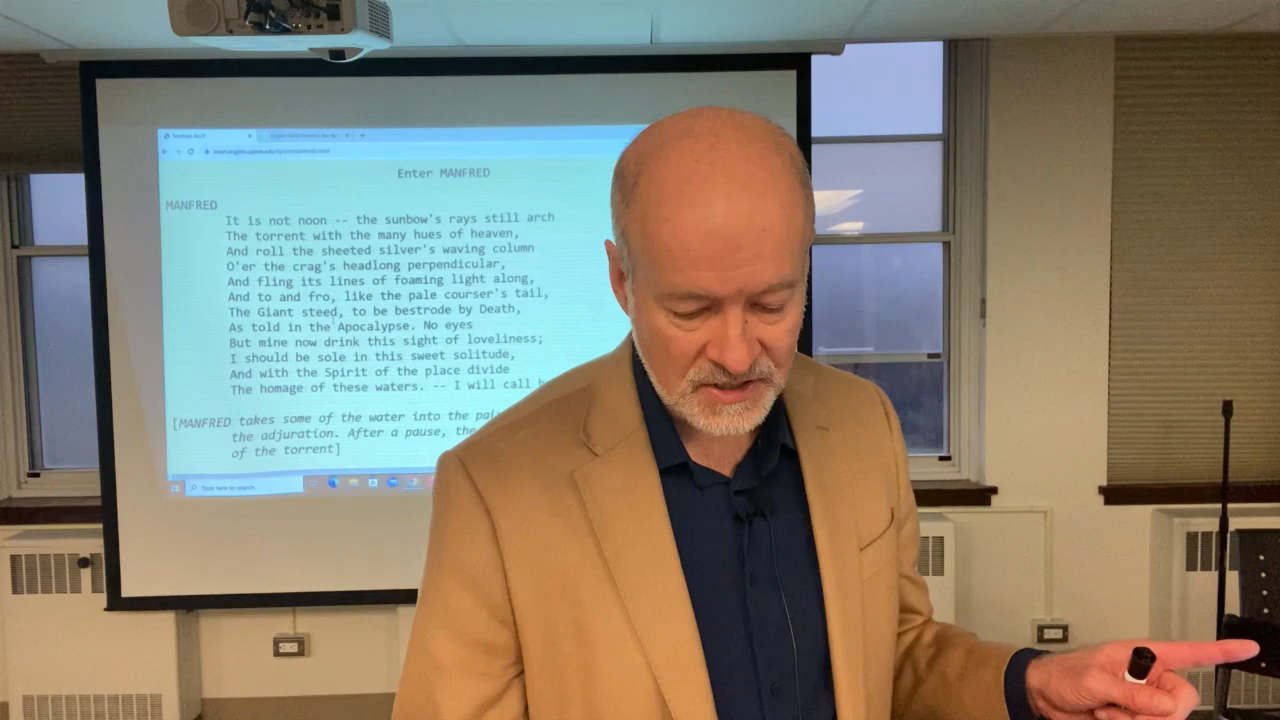 Enter MANFRED
MANFRED
It is not noon -- the sunbow's rays still arch
The torrent with the many hues of heaven,
And roll the sheeted silver's waving column
O'er the crag's headlong perpendicular,
And fling its lines of foaming light along,
And to and fro, like the pale courser's tail,
The Giant steed, to be bestrode by Death,
As told in the Apocalypse. No eyes
But mine now drink this sight of loveliness;
I should be sole in this sweet solitude,
And with the Spirit of the place divide
The homage of these waters. -- I will call
[MANFRED takes some of the water into the
the adjuration. After a pause, the
of the torrent]
Type here to search